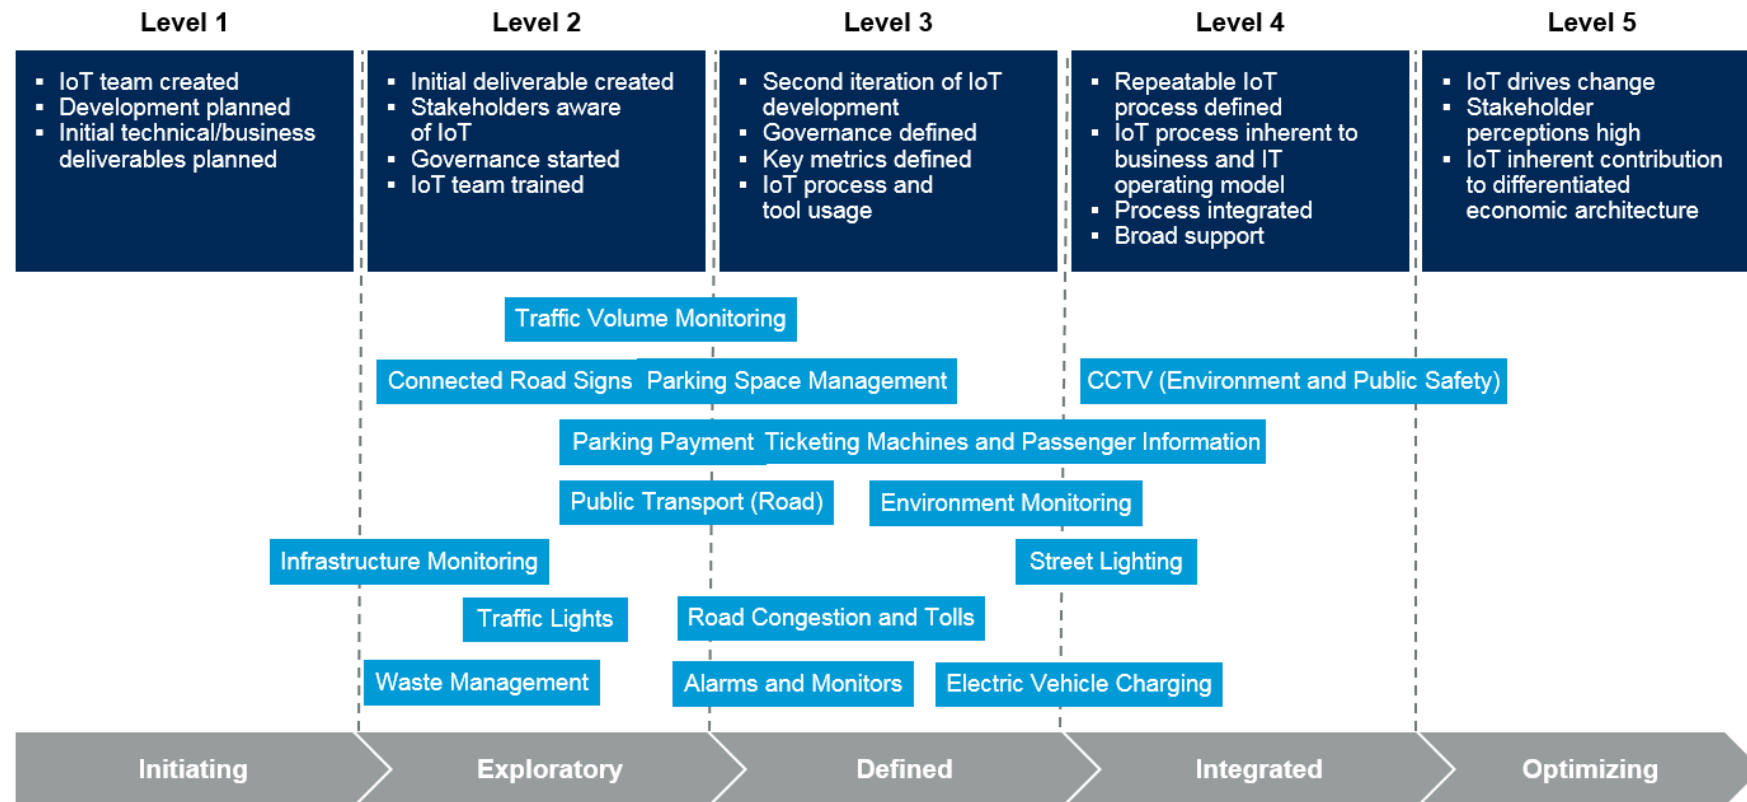 Level 1
Level 2
Level 3
Level 4
Level 5
▪ IoT team created
▪ Development planned
▪ Initial technical/business
deliverables planned
▪ Initial deliverable created
▪ Stakeholders aware
of IoT
▪ Governance started
▪ IoT team trained
▪ Second iteration of IoT
development
▪ Governance defined
▪ Key metrics defined
▪ IoT process and
tool usage
▪ Repeatable IoT
process defined
▪ IoT process inherent to
business and IT
operating model
▪ Process integrated
▪ Broad support
▪ IoT drives change
▪ Stakeholder
perceptions high
▪ IoT inherent contribution
to differentiated
economic architecture
Traffic Volume Monitoring
Connected Road Signs
Parking Space Management
CCTV (Environment and Public Safety)
Parking Payment
Ticketing Machines and Passenger Information
Public Transport (Road)
Environment Monitoring
Infrastructure Monitoring
Street Lighting
Traffic Lights
Road Congestion and Tolls
Waste Management
Alarms and Monitors
Electric Vehicle Charging
Initiating
Exploratory
Defined
Integrated
Optimizing